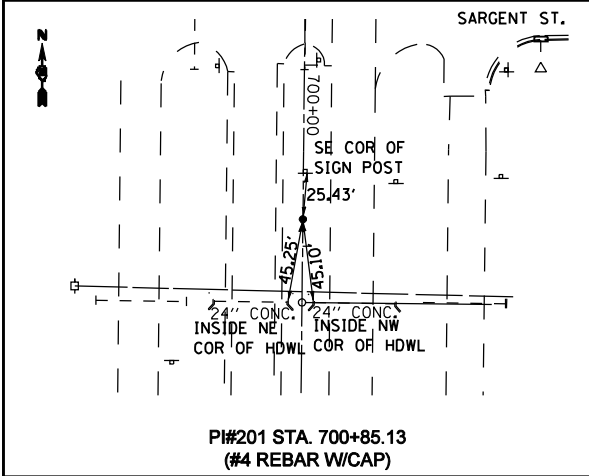 SARGENT ST.
N
700+00
SE COR OF
SIGN POST
25.43'
45.25'
45.10'
24" CONC.
24" CONC.
INSIDE NE
COR OF HDWL
INSIDE NW
COR OF HDWL
PI#201 STA. 700+85.13
(#4 REBAR W/CAP)